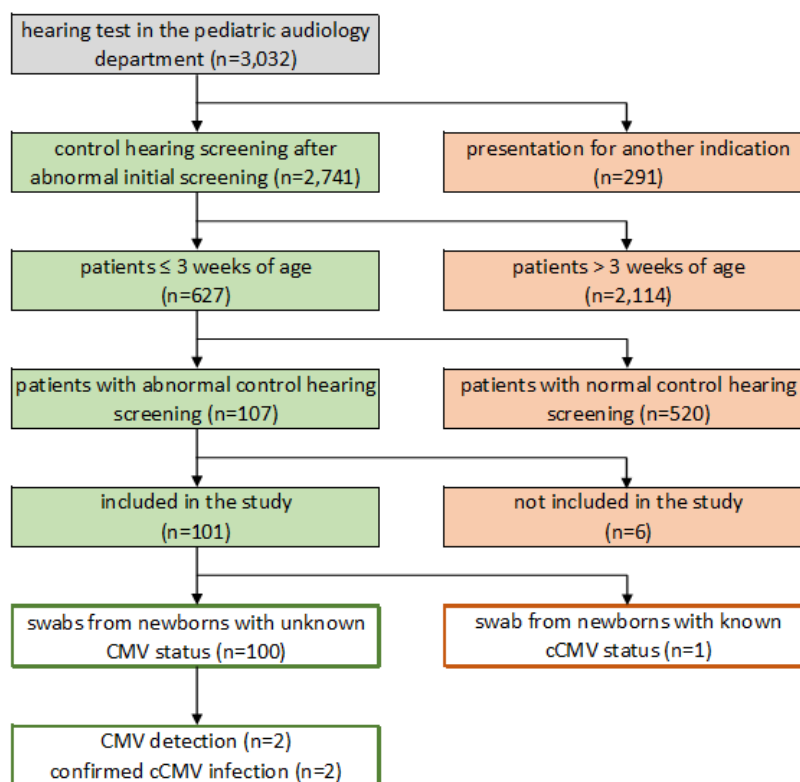 hearing test in the pediatric audiology
department (n=3,032)
control hearing screening after
abnormal initial screening (n=2,741)
presentation for another indication
(n=291)
patients ≤ 3 weeks of age
(n=627)
patients > 3 weeks of age
(n=2,114)
patients with abnormal control hearing
screening (n=107)
patients with normal control hearing
screening (n=520)
included in the study
(n=101)
not included in the study
(n=6)
swabs from newborns with unknown
CMV status (n=100)
swab from newborns with known
cCMV status (n=1)
CMV detection (n=2)
confirmed cCMV infection (n=2)